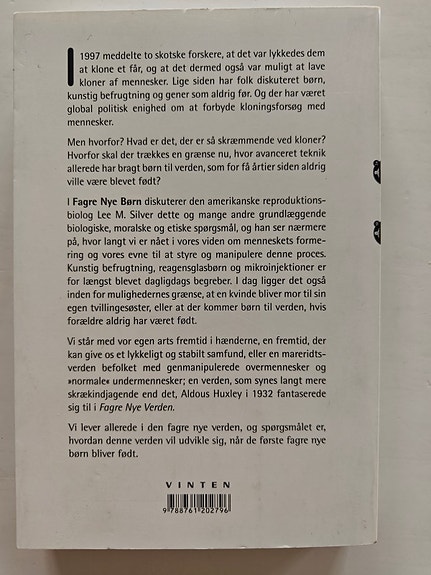 I 1997 meddelte to skotske forskere, at det var lykkedes dem
at klone et får, og at det dermed også var muligt at lave
kloner af mennesker. Lige siden har folk diskuteret børn,
kunstig befrugtning og gener som aldrig før. Og der har været
global politisk enighed om at forbyde kloningsforsøg med
mennesker.
Men hvorfor? Hvad er det, der er så skræmmende ved kloner?
Hvorfor skal der trækkes en grænse nu, hvor avanceret teknik
allerede har bragt børn til verden, som for få årtier siden aldrig
ville være blevet født?
I Fagre Nye Børn diskuterer den amerikanske reproduktions-
biolog Lee M. Silver dette og mange andre grundlæggende
biologiske, moralske og etiske spørgsmål, og han ser nærmere
på, hvor langt vi er nået i vores viden om menneskets forme-
ring og vores evne til at styre og manipulere denne proces.
Kunstig befrugtning, reagensglasbørn og mikroinjektioner er
for længst blevet dagligdags begreber. I dag ligger det også
inden for mulighedernes grænse, at en kvinde bliver mor til sin
egen tvillingesøster, eller at der kommer børn til verden, hvis
forældre aldrig har været født.
Vi står med vor egen arts fremtid i hænderne, en fremtid, der
kan give os et lykkeligt og stabilt samfund, eller en mareridts-
verden befolket med genmanipulerede overmennesker og
»normale« undermennesker; en verden, som synes langt mere
skrækindjagende end det, Aldous Huxley i 1932 fantaserede
sig til i Fagre Nye Verden.
Vi lever allerede i den fagre nye verden, og spørgsmålet er,
hvordan denne verden vil udvikle sig, når de første fagre nye
børn bliver født.
VINTEN
9 788761 202796